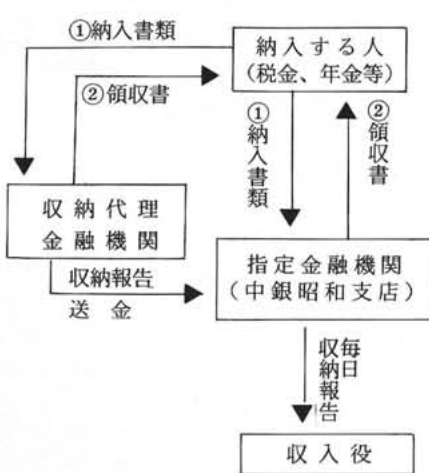 ①納入書類
納入する人
(税金、年金等)
②領収書
①納入書類
②領収書
収納代理
金融機関
収納報告
送金
指定金融機関
(中銀昭和支店)
毎日
収納報告
収入役